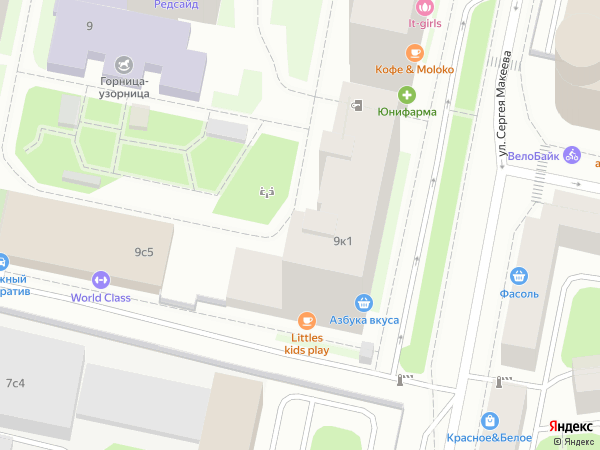 Редсайд
9
It-girls
Кофе & Moloko
Горница-
узорница
Юнифарма
ул. Сергея Макеева
ВелоБайк
9к1
9с5
World Class
Азбука вкуса
Фасоль
Littles
kids play
7с4
Красное&Белое
Яндекс
© Яндекс